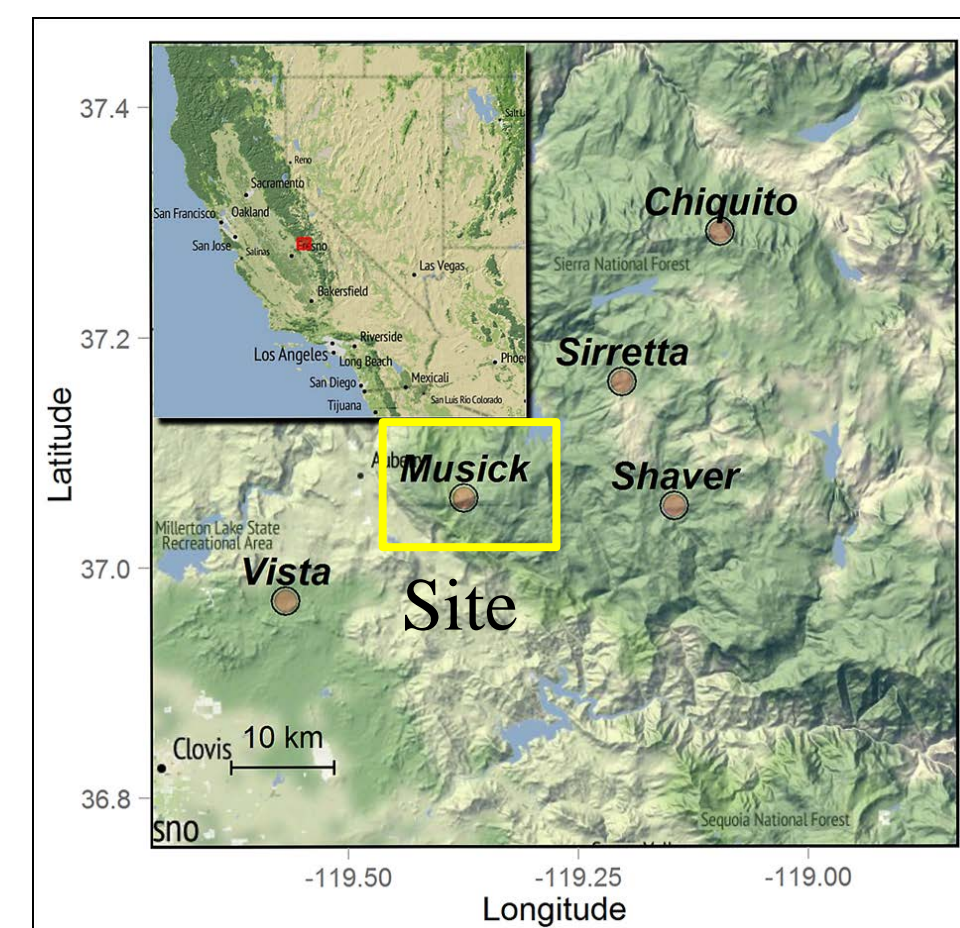 37.4
37.2
37.0
36.8
Latitude
Reno
Sacramento
San Francisco
Oakland
San Jose
Salinas
Fresno
Las Vegas
Bakersfield
Riverside
Los Angeles
Long Beach
San Diego
Mexicali
San Luis Río Colorado
Tijuana
Chiquito
Sierra National Forest
Sirretta
Musick
Shaver
Millerton Lake State
Recreational Area
Vista
Site
Clovis
10 km
sno
Sequoia National Forest
-119.50
-119.25
-119.00
Longitude